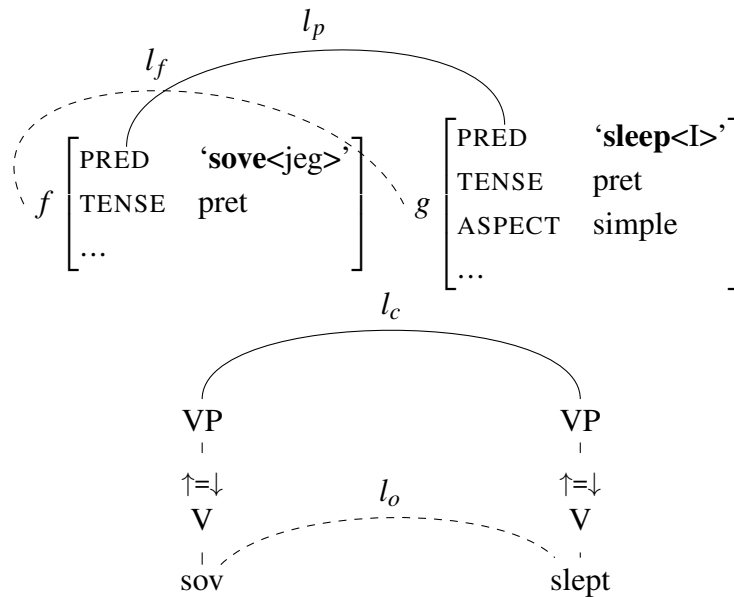 l_p
l_f
f [PRED ‘sove<jeg>’
TENSE pret
...]
g [PRED ‘sleep<I>’
TENSE pret
ASPECT simple
...]
l_c
VP VP
↑=↓ ↑=↓
V l_o V
sov slept